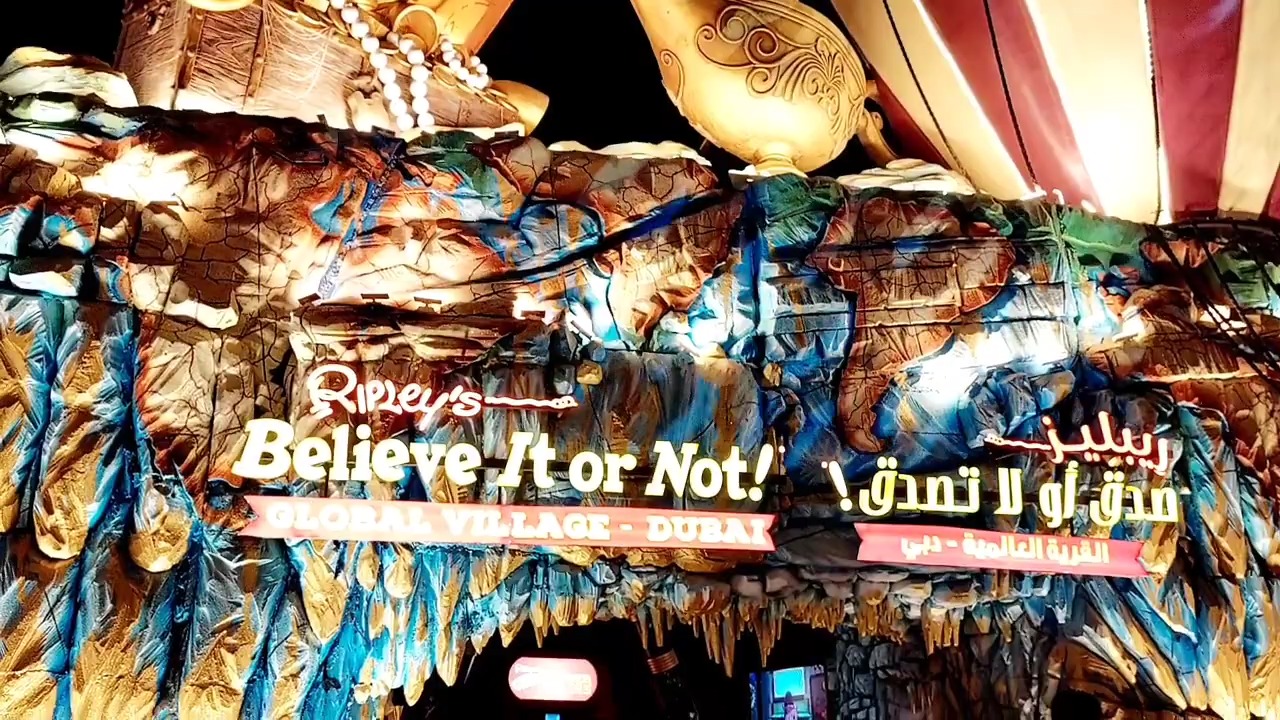 RIPLEY'S
Believe It or Not!
GLOBAL VILLAGE - DUBAI
ريبليز
صدق أو لا تصدق!
القرية العالمية - دبي